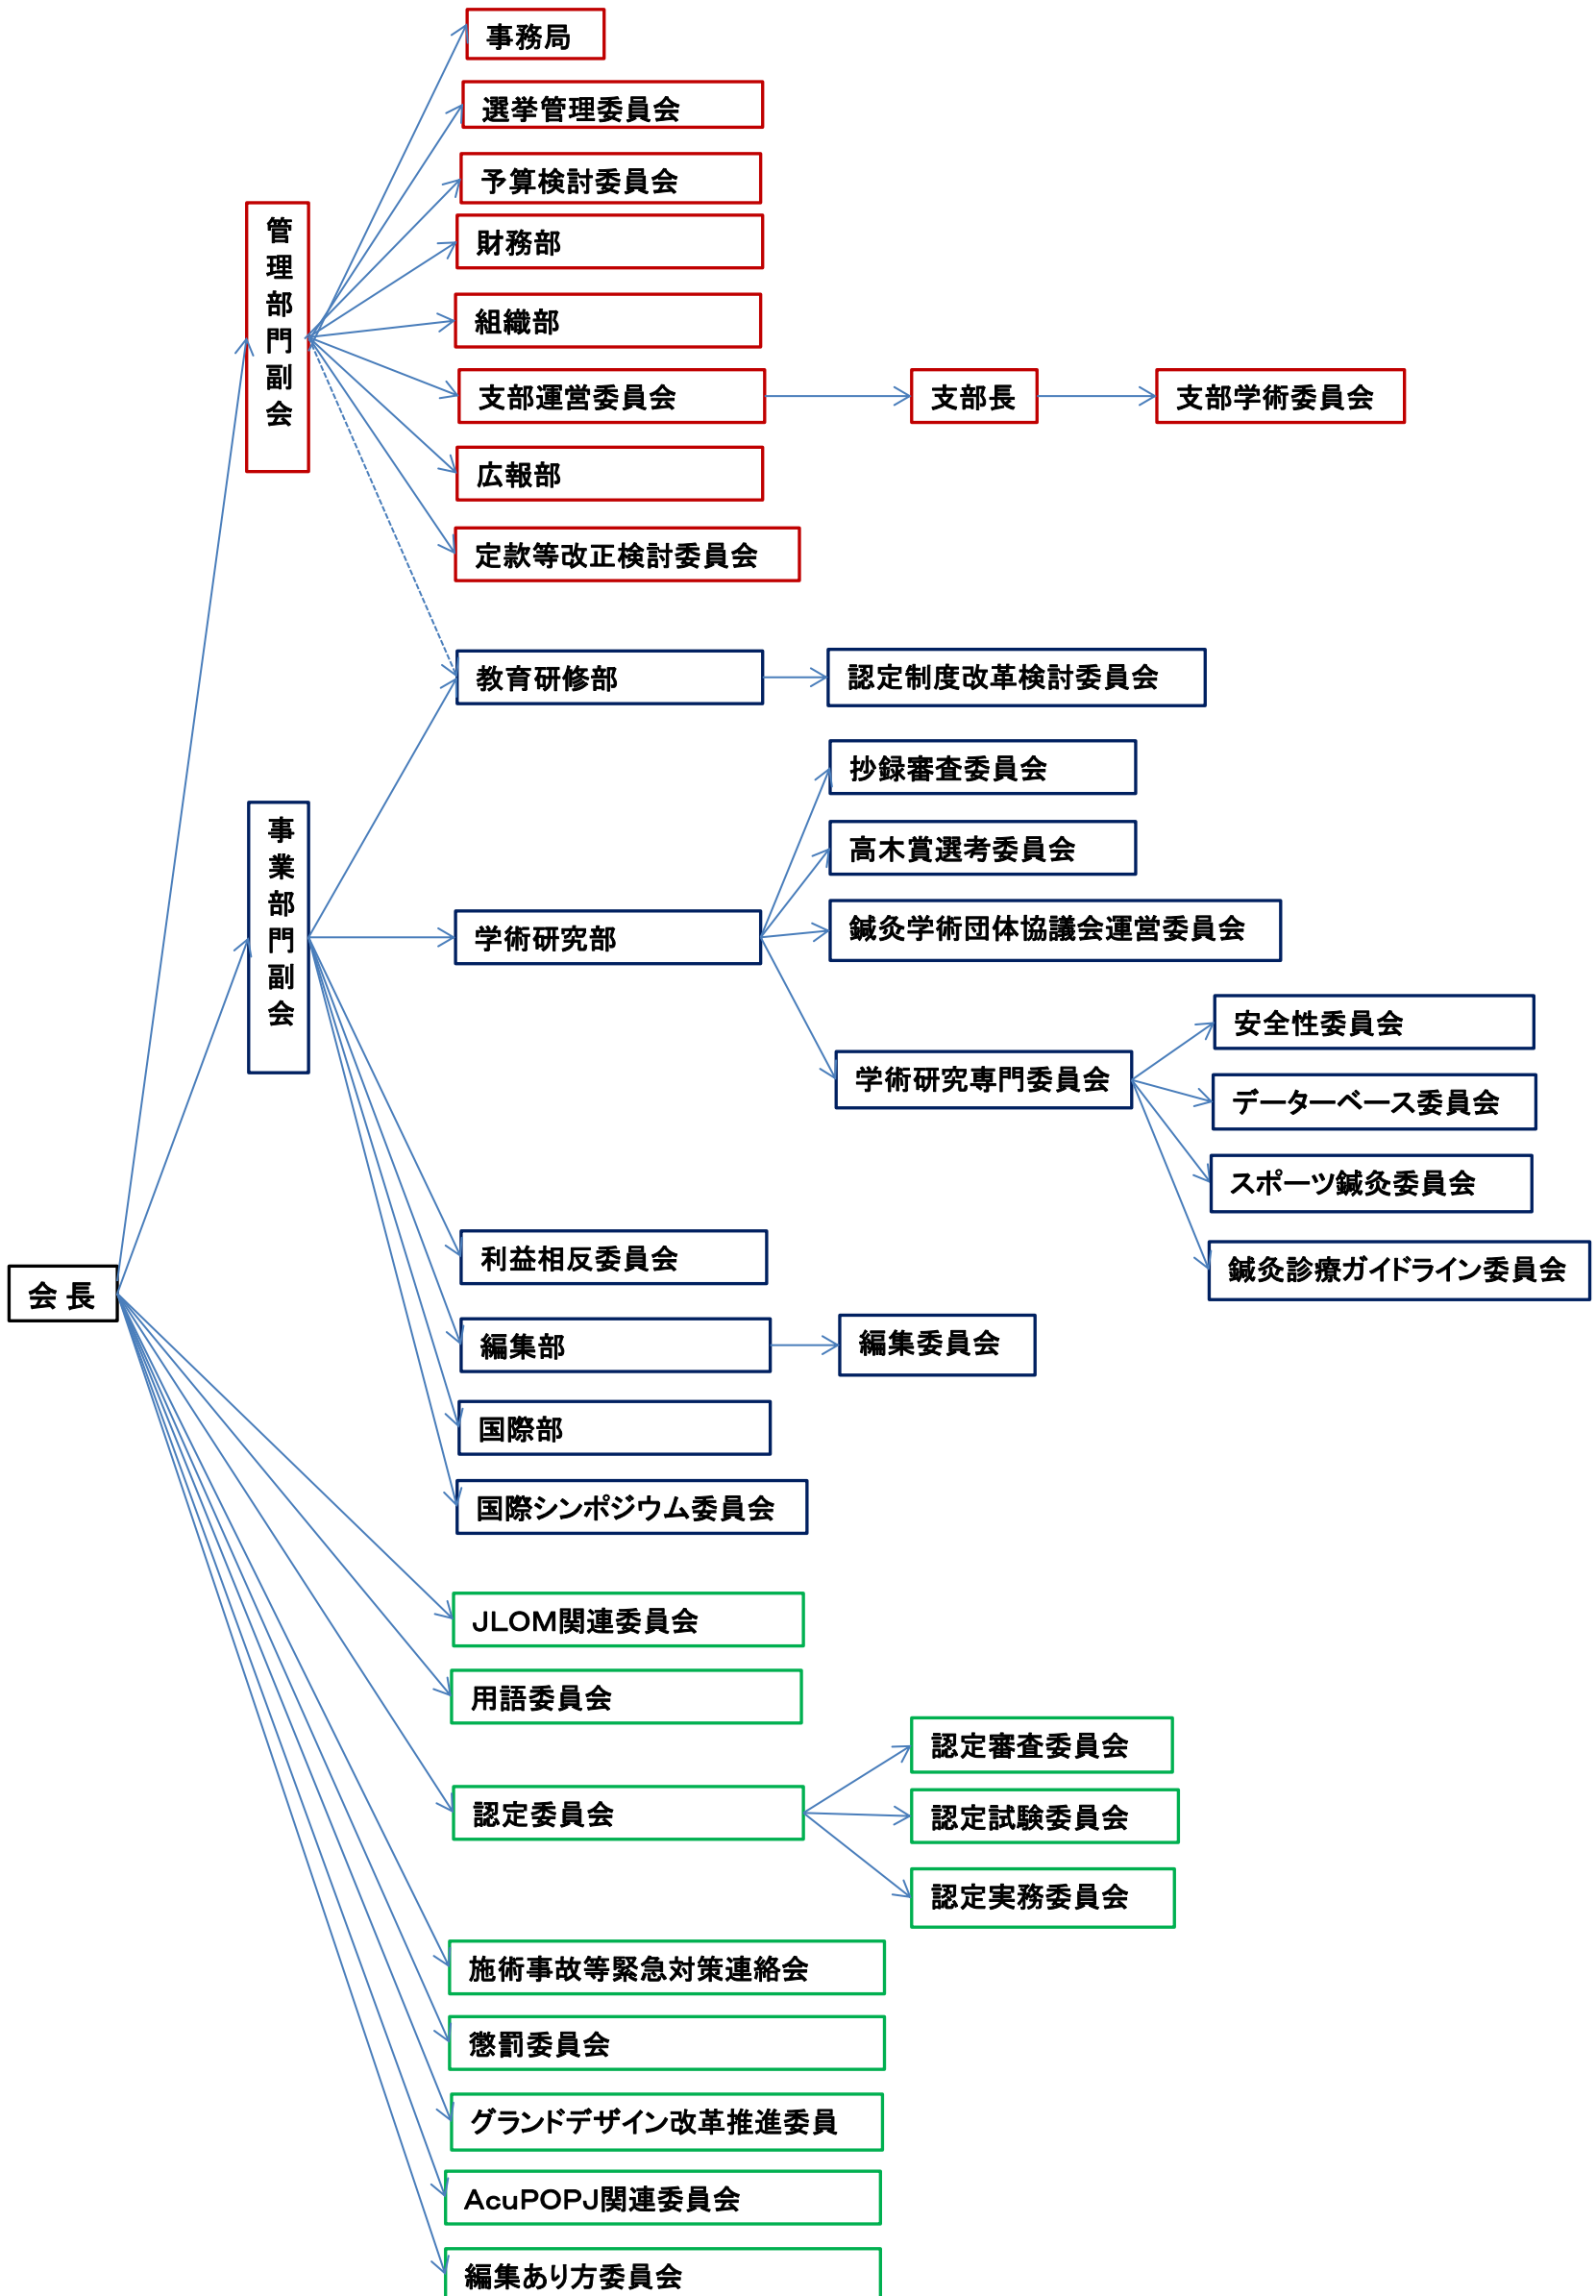 事務局
選挙管理委員会
予算検討委員会
財務部
組織部
支部運営委員会
支部長
支部学術委員会
広報部
定款等改正検討委員会
管理部門副会
教育研修部
認定制度改革検討委員会
抄録審査委員会
高木賞選考委員会
鍼灸学術団体協議会運営委員会
事業部門副会
学術研究部
学術研究専門委員会
安全性委員会
データーベース委員会
スポーツ鍼灸委員会
鍼灸診療ガイドライン委員会
利益相反委員会
会 長
編集部
編集委員会
国際部
国際シンポジウム委員会
JLOM関連委員会
用語委員会
認定委員会
認定審査委員会
認定試験委員会
認定実務委員会
施術事故等緊急対策連絡会
懲罰委員会
グランドデザイン改革推進委員
AcuPOPJ関連委員会
編集あり方委員会